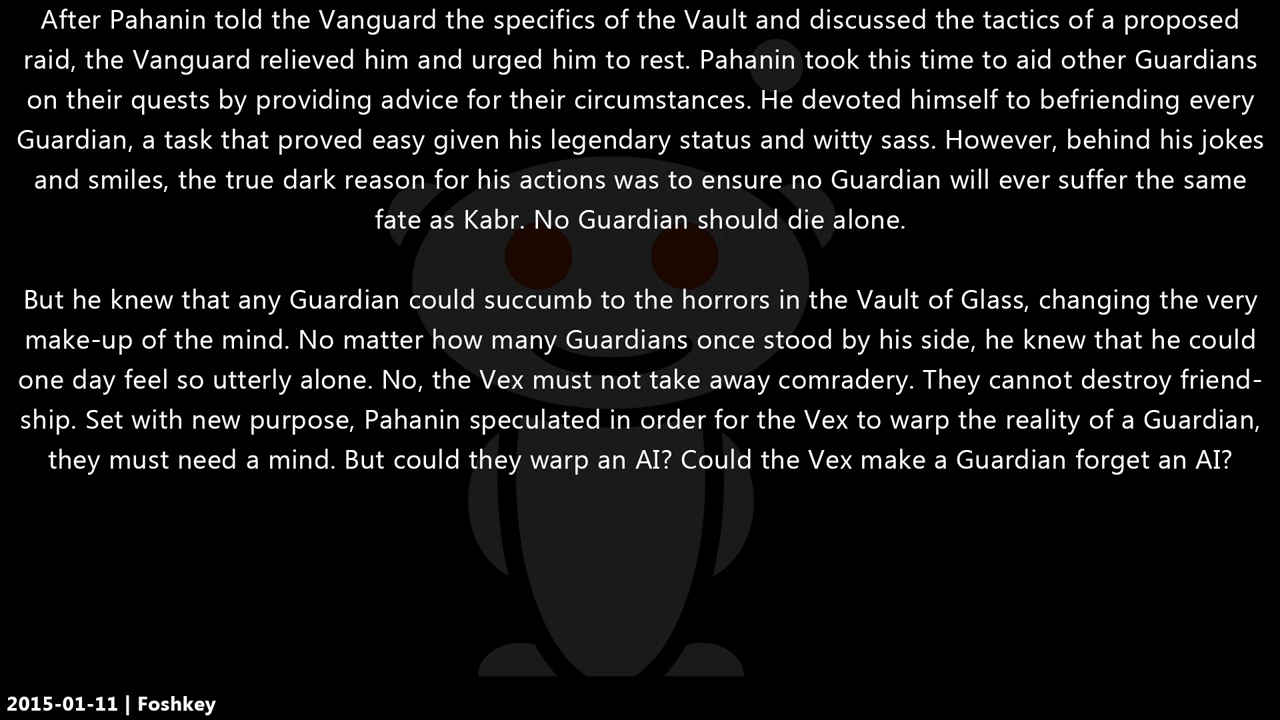 After Pahanin told the Vanguard the specifics of the Vault and discussed the tactics of a proposed
raid, the Vanguard relieved him and urged him to rest. Pahanin took this time to aid other Guardians
on their quests by providing advice for their circumstances. He devoted himself to befriending every
Guardian, a task that proved easy given his legendary status and witty sass. However, behind his jokes
and smiles, the true dark reason for his actions was to ensure no Guardian will ever suffer the same
fate as Kabr. No Guardian should die alone.
But he knew that any Guardian could succumb to the horrors in the Vault of Glass, changing the very
make-up of the mind. No matter how many Guardians once stood by his side, he knew that he could
one day feel so utterly alone. No, the Vex must not take away comradery. They cannot destroy friend-
ship. Set with new purpose, Pahanin speculated in order for the Vex to warp the reality of a Guardian,
they must need a mind. But could they warp an AI? Could the Vex make a Guardian forget an AI?
2015-01-11 | Foshkey